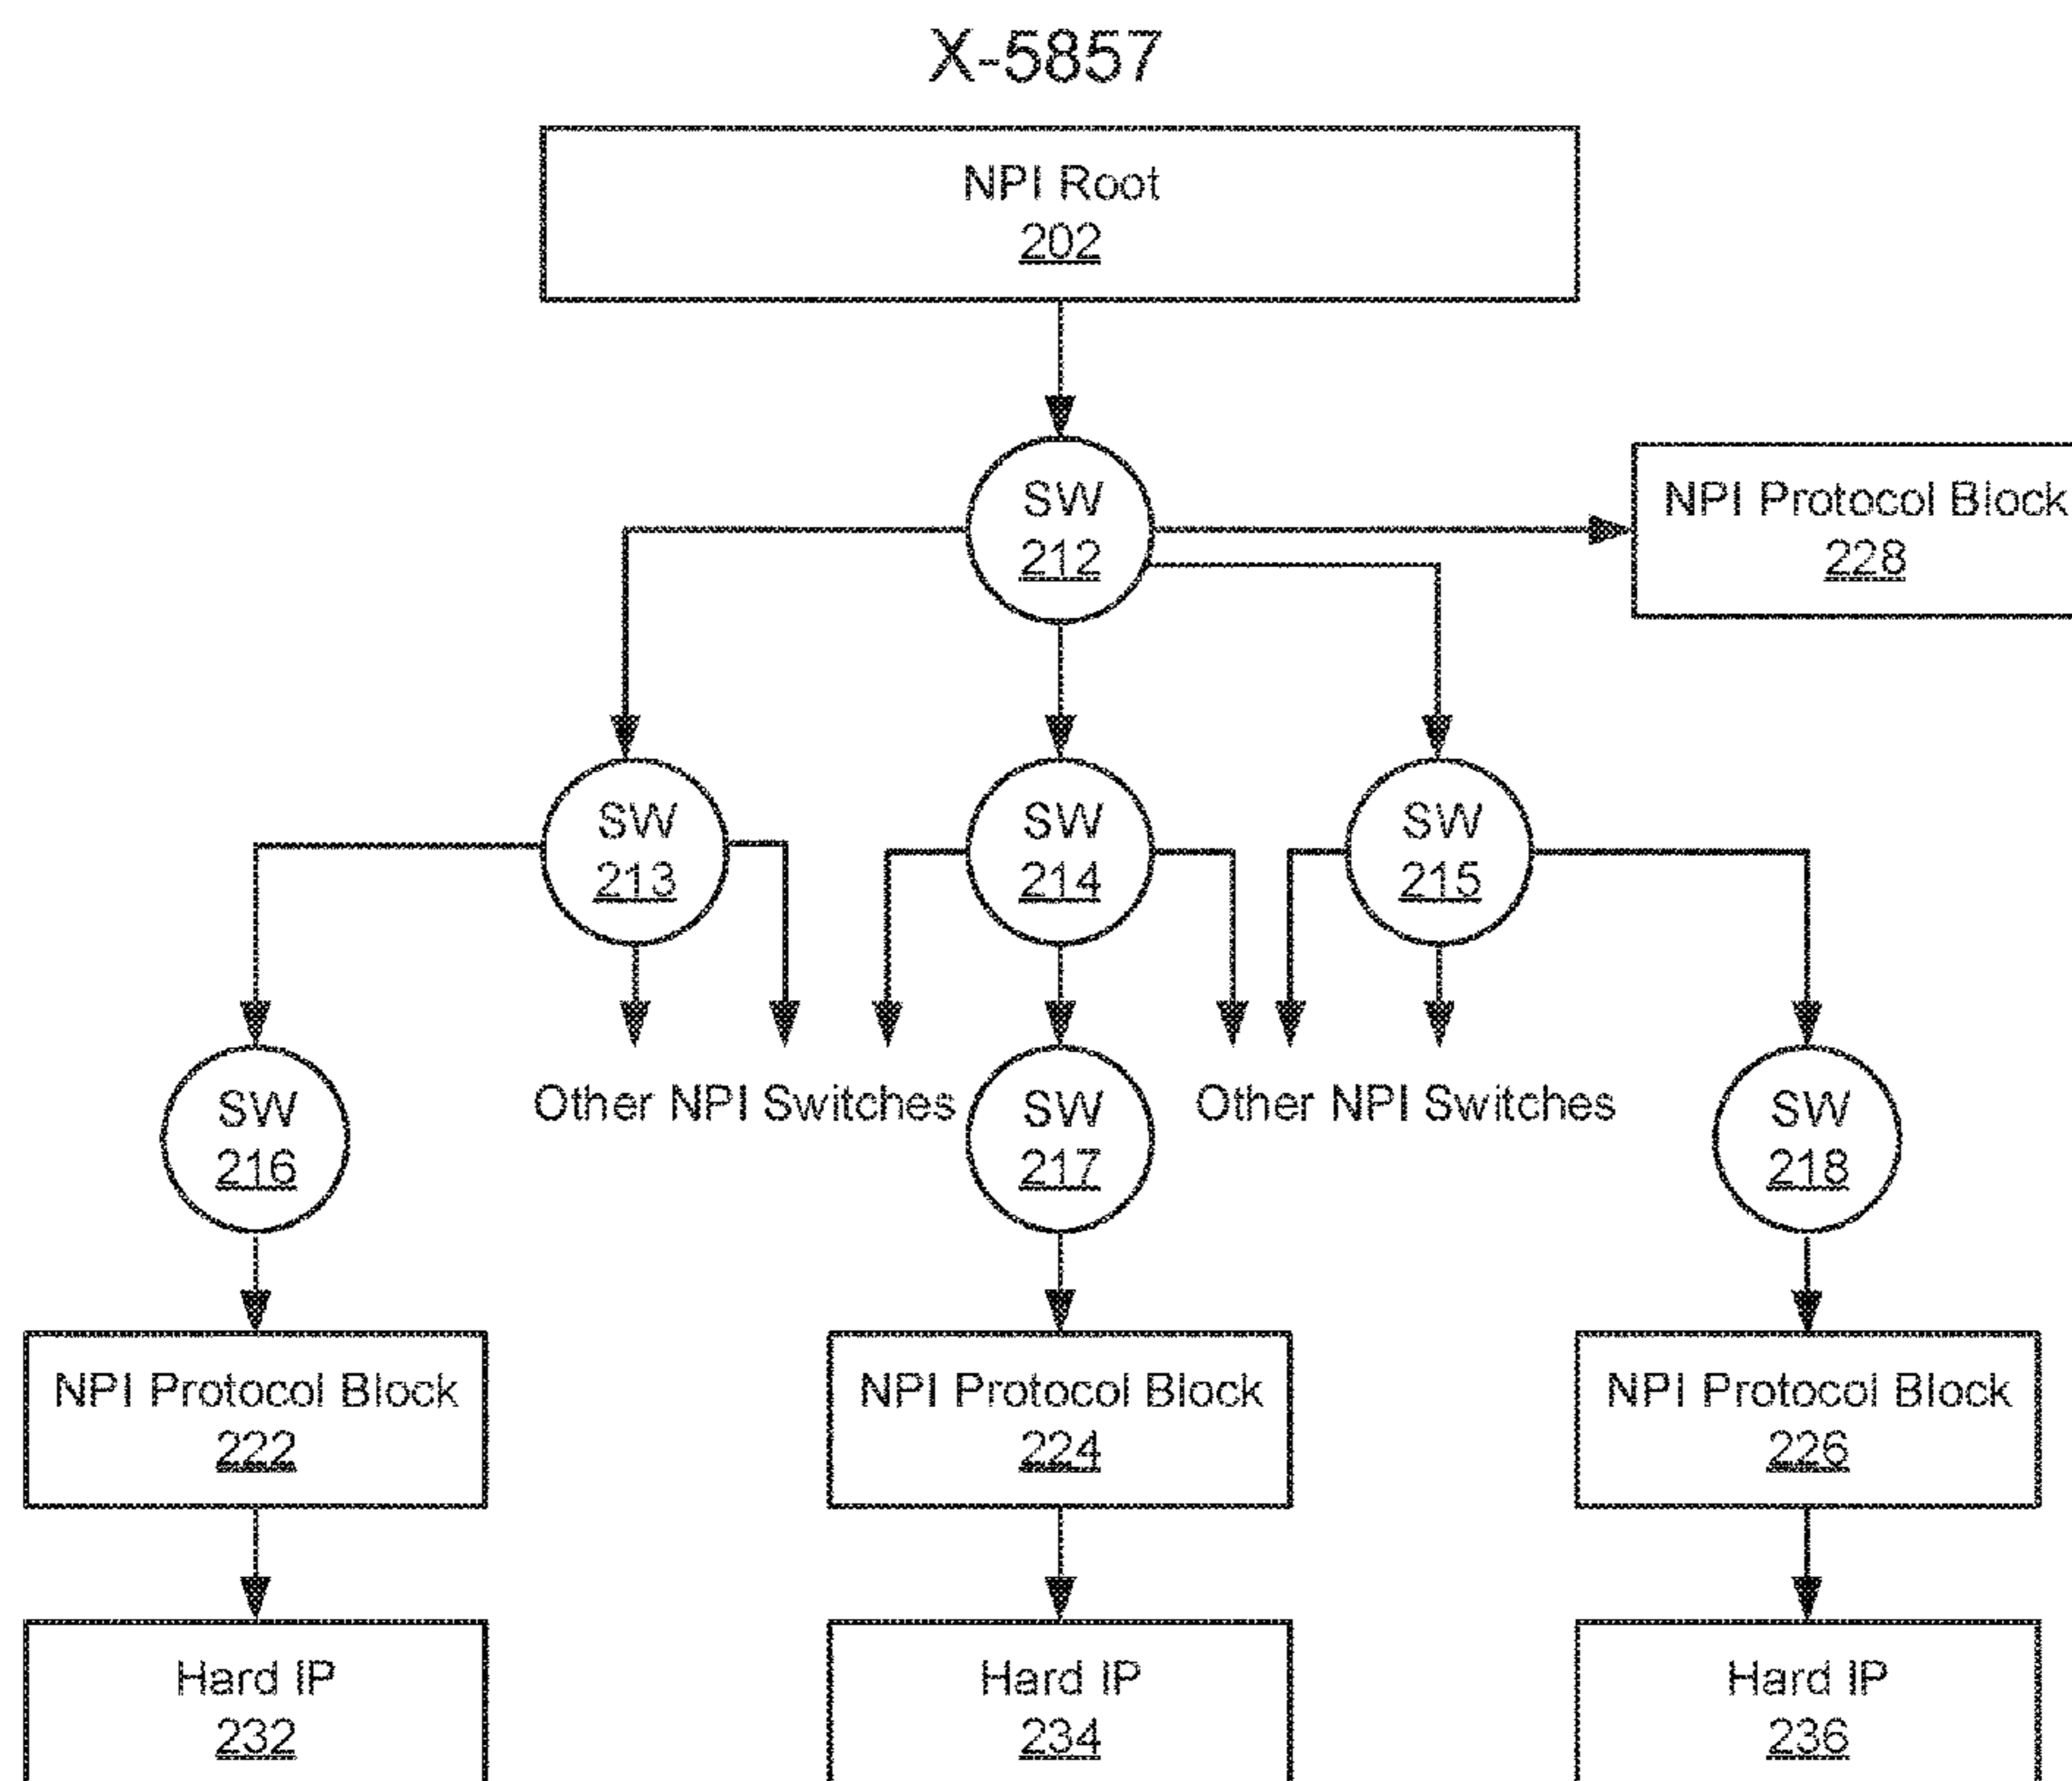 X-5857
NPI Root
202
SW
212
NPI Protocol Block
228
SW
213
SW
214
SW
215
SW
216
Other NPI Switches
SW
217
Other NPI Switches
SW
218
NPI Protocol Block
222
NPI Protocol Block
224
NPI Protocol Block
226
Hard IP
232
Hard IP
234
Hard IP
236